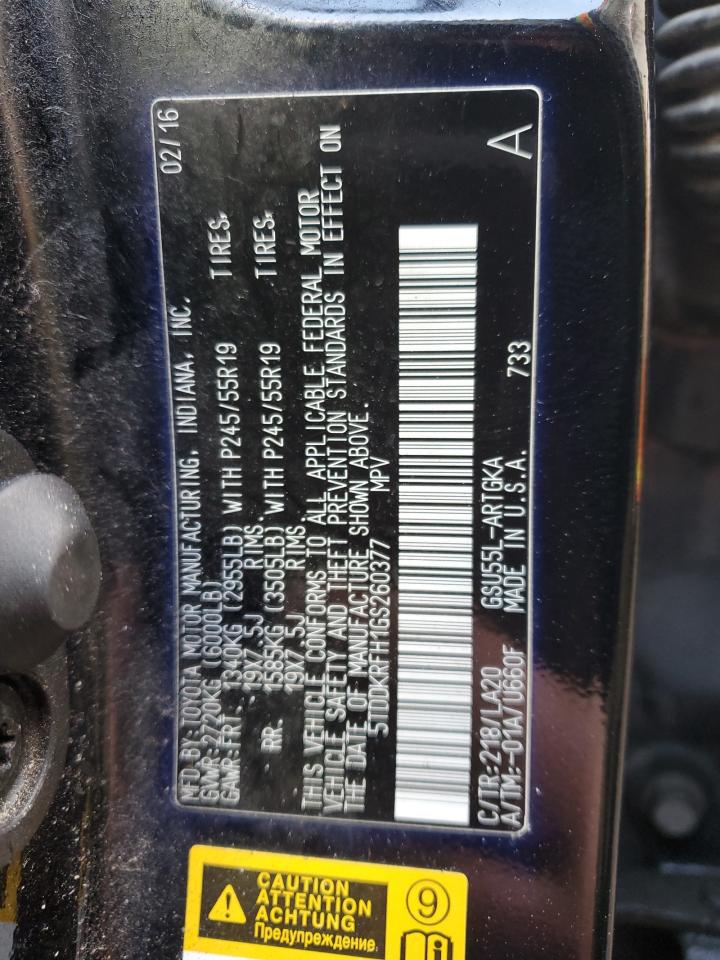 MFD.BY:TOYOTA MOTOR MANUFACTURING, INDIANA, INC. 02/16
GVWR:2720KG (6000LB)
GAWR:FRT. 1340KG (2955LB) WITH P245/55R19 TIRES,
19X7.5J RIMS.
RR. 1585KG (3505LB) WITH P245/55R19 TIRES,
19X7.5J RIMS.
THIS VEHICLE CONFORMS TO ALL APPLICABLE FEDERAL MOTOR
VEHICLE SAFETY AND THEFT PREVENTION STANDARDS IN EFFECT ON
THE DATE OF MANUFACTURE SHOWN ABOVE.
5TDDKRFH1GS260377 MPV
C/TR:218/LA20 GSU55L-ARTGKA
A/TM:-01A/U660F MADE IN U.S.A. 733 A
CAUTION
ATTENTION
ACHTUNG
Предупреждение
9